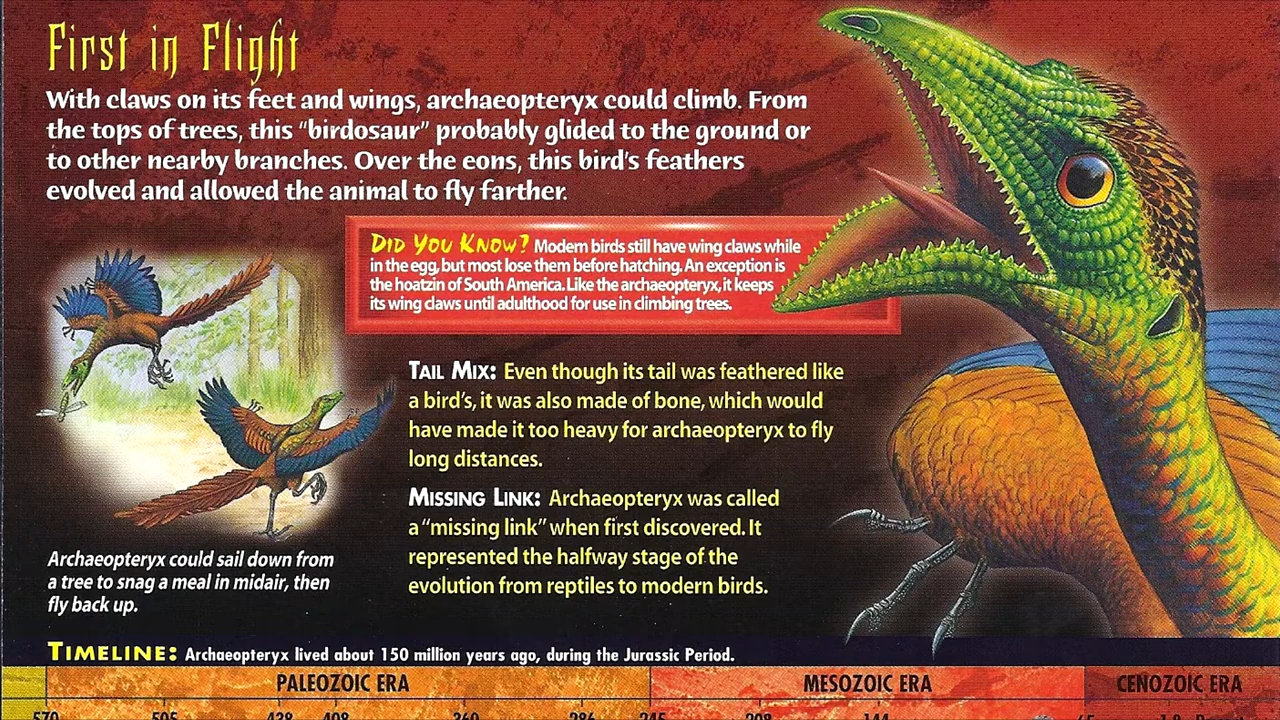 First in Flight
With claws on its feet and wings, archaeopteryx could climb. From
the tops of trees, this "birdosaur" probably glided to the ground or
to other nearby branches. Over the eons, this bird's feathers
evolved and allowed the animal to fly farther.
Did You Know? Modern birds still have wing claws while
in the egg, but most lose them before hatching. An exception is
the hoatzin of South America. Like the archaeopteryx, it keeps
its wing claws until adulthood for use in climbing trees.
Tail Mix: Even though its tail was feathered like
a bird's, it was also made of bone, which would
have made it too heavy for archaeopteryx to fly
long distances.
Missing Link: Archaeopteryx was called
a "missing link" when first discovered. It
represented the halfway stage of the
evolution from reptiles to modern birds.
Archaeopteryx could sail down from
a tree to snag a meal in midair, then
fly back up.
Timeline: Archaeopteryx lived about 150 million years ago, during the Jurassic Period.
PALEOZOIC ERA MESOZOIC ERA CENOZOIC ERA
570 505 438 408 360 286 245 208 144